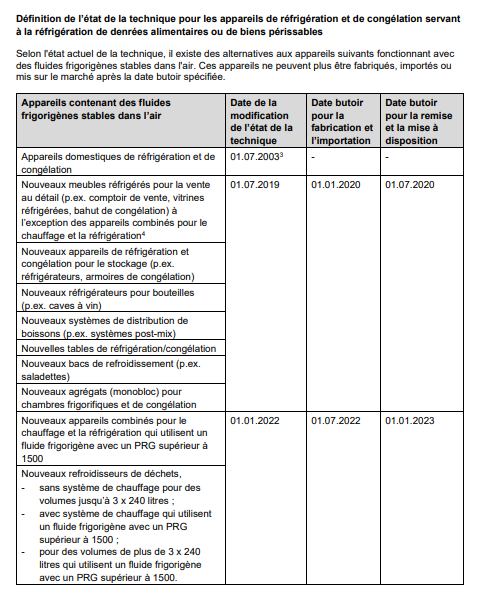 Définition de l'état de la technique pour les appareils de réfrigération et de congélation servant
à la réfrigération de denrées alimentaires ou de biens périssables
Selon l'état actuel de la technique, il existe des alternatives aux appareils suivants fonctionnant avec
des fluides frigorigènes stables dans l'air. Ces appareils ne peuvent plus être fabriqués, importés ou
mis sur le marché après la date butoir spécifiée.
Appareils contenant des fluides
frigorigènes stables dans l'air
Date de la
modification
de l'état de la
technique
Date butoir
pour la
fabrication et
l'importation
Date butoir
pour la remise
et la mise à
disposition
Appareils domestiques de réfrigération et de
congélation
01.07.2003³
-
-
Nouveaux meubles réfrigérés pour la vente
au détail (p.ex. comptoir de vente, vitrines
réfrigérées, bahut de congélation) à
l'exception des appareils combinés pour le
chauffage et la réfrigération⁴
01.07.2019
01.01.2020
01.07.2020
Nouveaux appareils de réfrigération et
congélation pour le stockage (p.ex.
réfrigérateurs, armoires de congélation)
Nouveaux réfrigérateurs pour bouteilles
(p.ex. caves à vin)
Nouveaux systèmes de distribution de
boissons (p.ex. systèmes post-mix)
Nouvelles tables de réfrigération/congélation
Nouveaux bacs de refroidissement (p.ex.
saladettes)
Nouveaux agrégats (monobloc) pour
chambres frigorifiques et de congélation
Nouveaux appareils combinés pour le
chauffage et la réfrigération qui utilisent un
fluide frigorigène avec un PRG supérieur à
1500
01.01.2022
01.07.2022
01.01.2023
Nouveaux refroidisseurs de déchets,
- sans système de chauffage pour des
volumes jusqu'à 3 x 240 litres ;
- avec système de chauffage qui utilisent
un fluide frigorigène avec un PRG
supérieur à 1500 ;
- pour des volumes de plus de 3 x 240
litres qui utilisent un fluide frigorigène
avec un PRG supérieur à 1500.